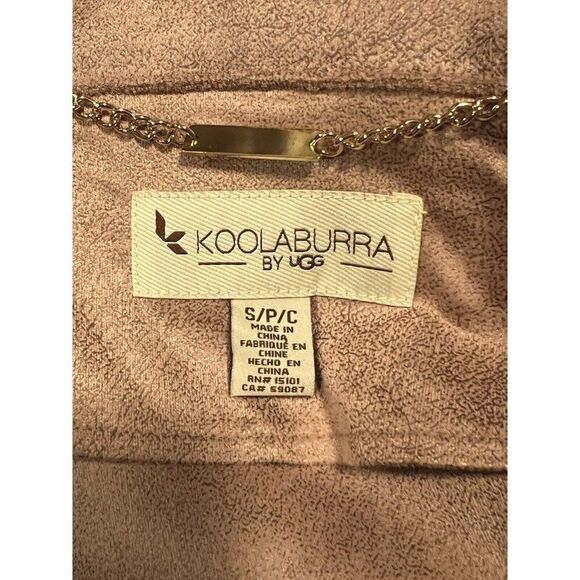 KOOLABURRA
BY UGG
S/P/C
MADE IN
CHINA
FABRIQUÉ EN
CHINE
HECHO EN
CHINA
RN# 15101
CA# 59087